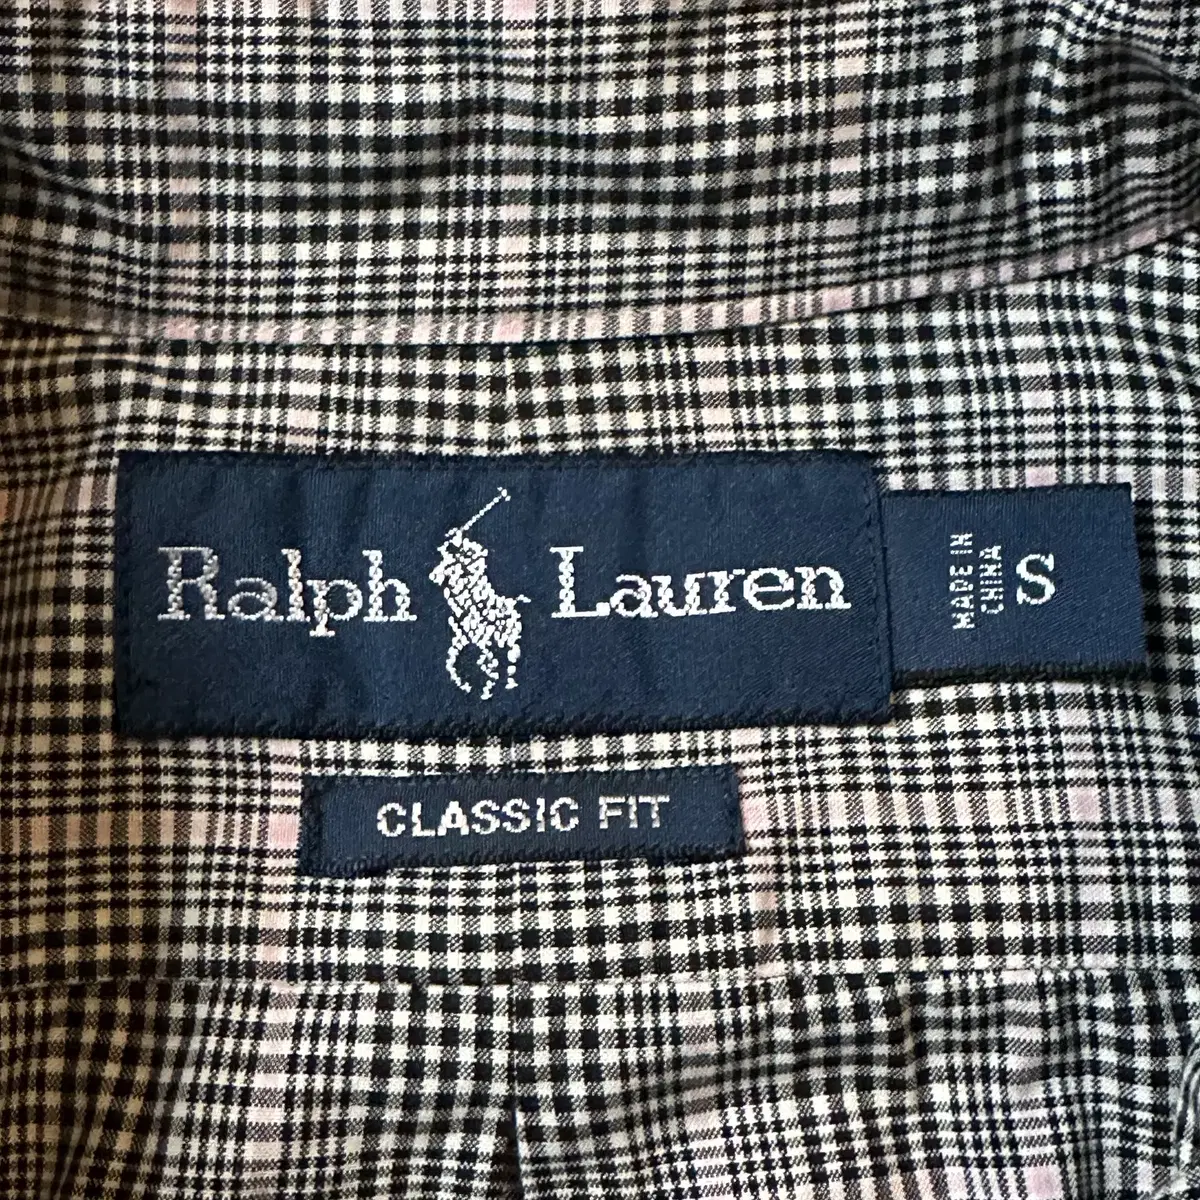 Ralph Lauren
MADE IN
CHINA
S
CLASSIC FIT